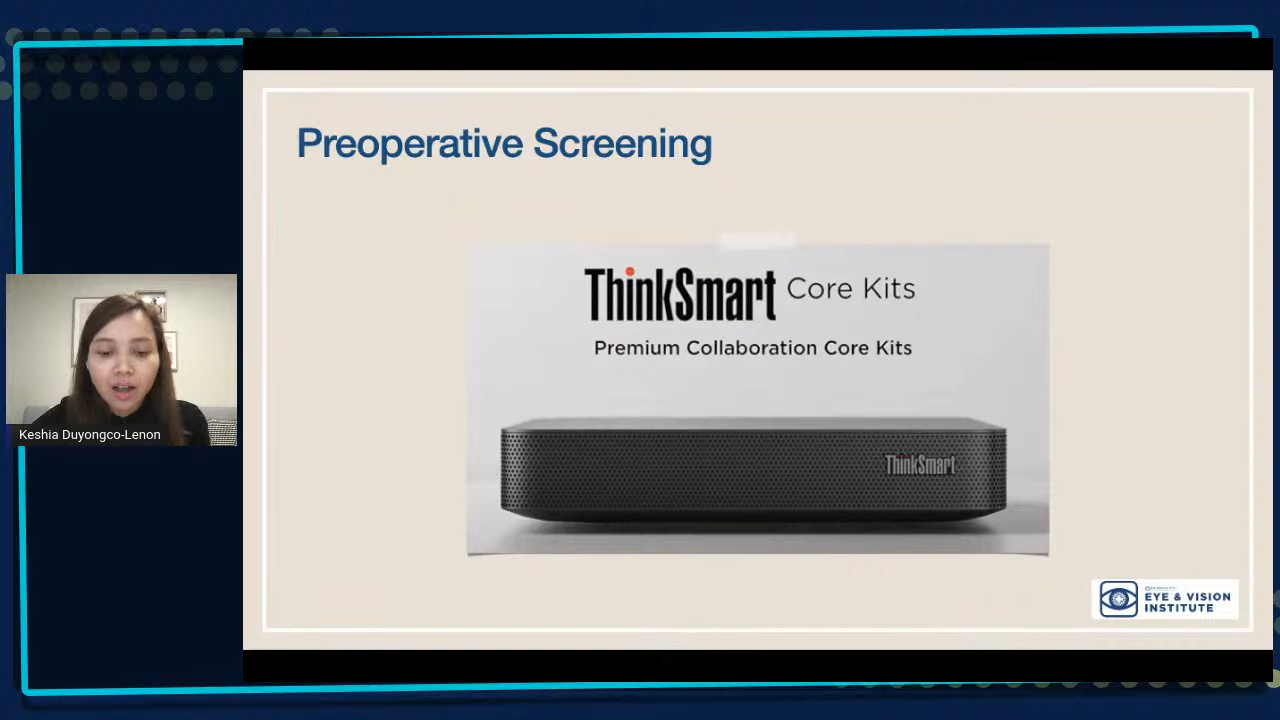 Preoperative Screening
ThinkSmart Core Kits
Premium Collaboration Core Kits
ThinkSmart
Keshia Duyongco-Lenon
EYE & VISION
INSTITUTE